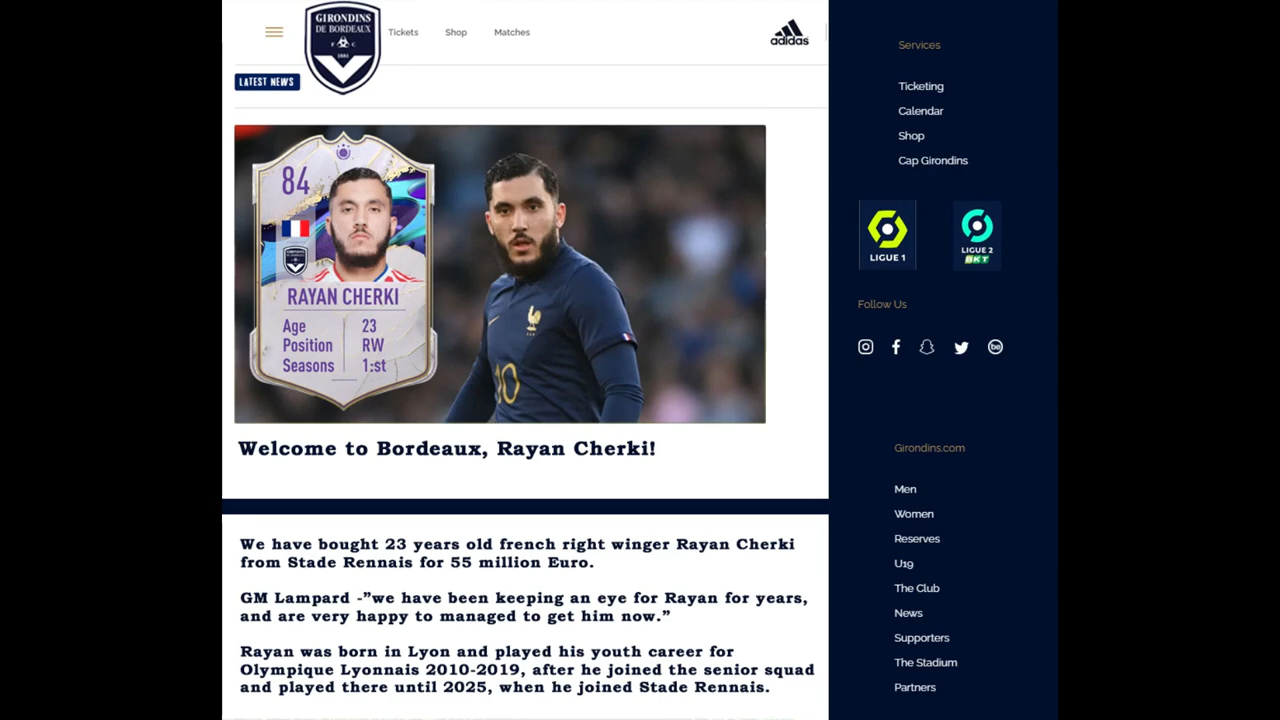 GIRONDINS
DE BORDEAUX
F C
1881
Tickets
Shop
Matches
adidas
LATEST NEWS
84
RAYAN CHERKI
Age 23
Position RW
Seasons 1:st
10
Welcome to Bordeaux, Rayan Cherki!
We have bought 23 years old french right winger Rayan Cherki
from Stade Rennais for 55 million Euro.
GM Lampard -”we have been keeping an eye for Rayan for years,
and are very happy to managed to get him now.”
Rayan was born in Lyon and played his youth career for
Olympique Lyonnais 2010-2019, after he joined the senior squad
and played there until 2025, when he joined Stade Rennais.
Services
Ticketing
Calendar
Shop
Cap Girondins
LIGUE 1
LIGUE 2
BKT
Follow Us
Girondins.com
Men
Women
Reserves
U19
The Club
News
Supporters
The Stadium
Partners